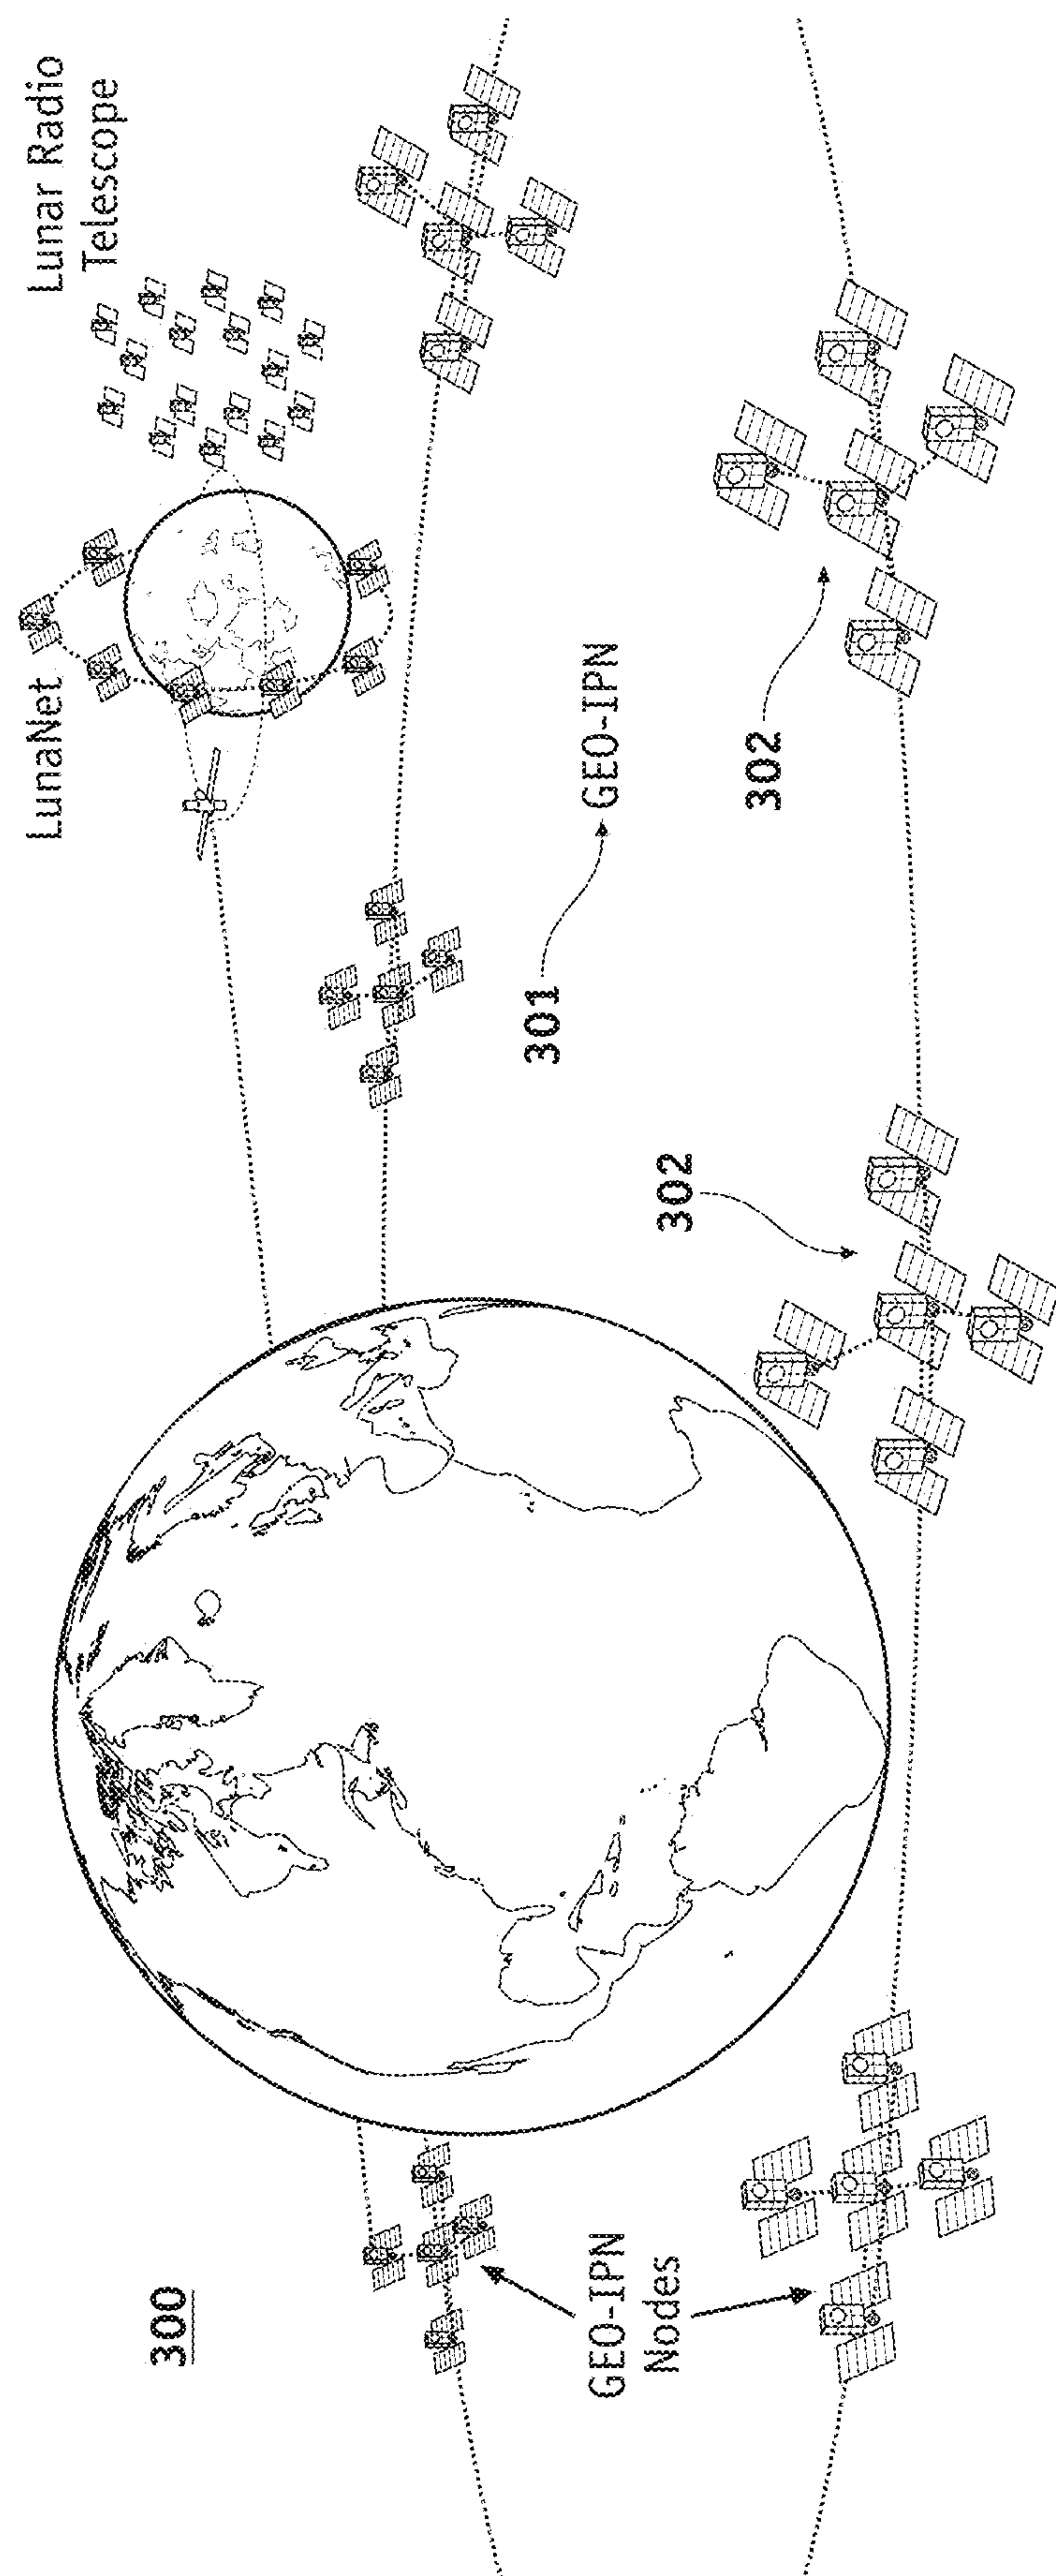 300
LunaNet
Lunar Radio
Telescope
GEO-IPN
Nodes
301
GEO-IPN
302
302